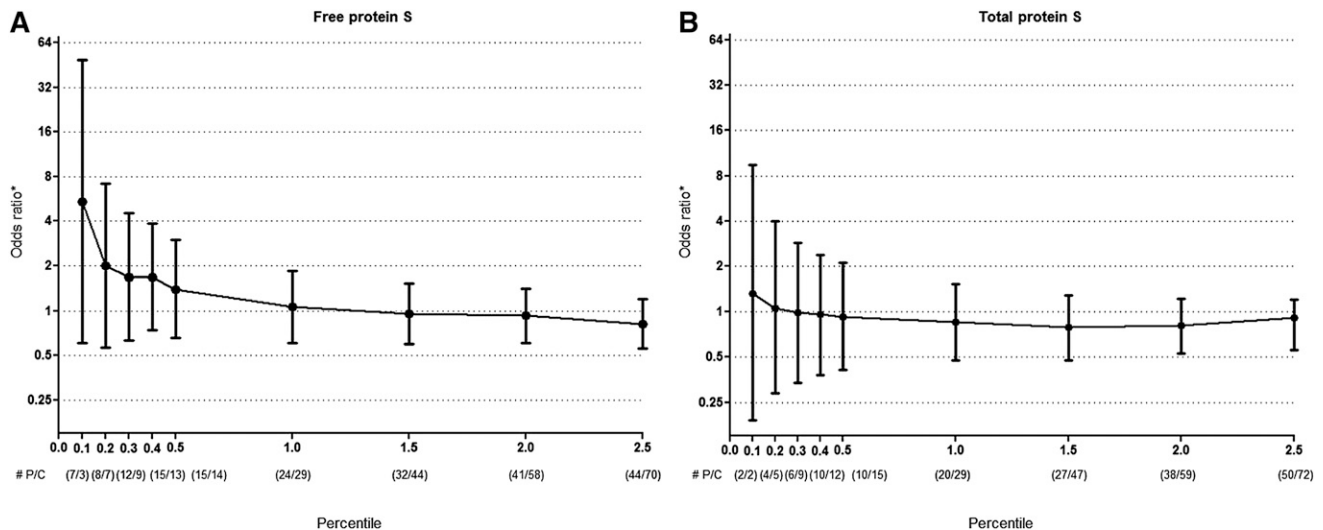 A
Free protein S
64
32
16
8
4
2
1
0.5
0.25
Odds ratio*
0.0 0.1 0.2 0.3 0.4 0.5 1.0 1.5 2.0 2.5
# P/C (7/3) (8/7) (12/9) (15/13) (15/14) (24/29) (32/44) (41/58) (44/70)
Percentile
B
Total protein S
64
32
16
8
4
2
1
0.5
0.25
Odds ratio*
0.0 0.1 0.2 0.3 0.4 0.5 1.0 1.5 2.0 2.5
# P/C (2/2) (4/5) (6/9) (10/12) (10/15) (20/29) (27/47) (38/59) (50/72)
Percentile